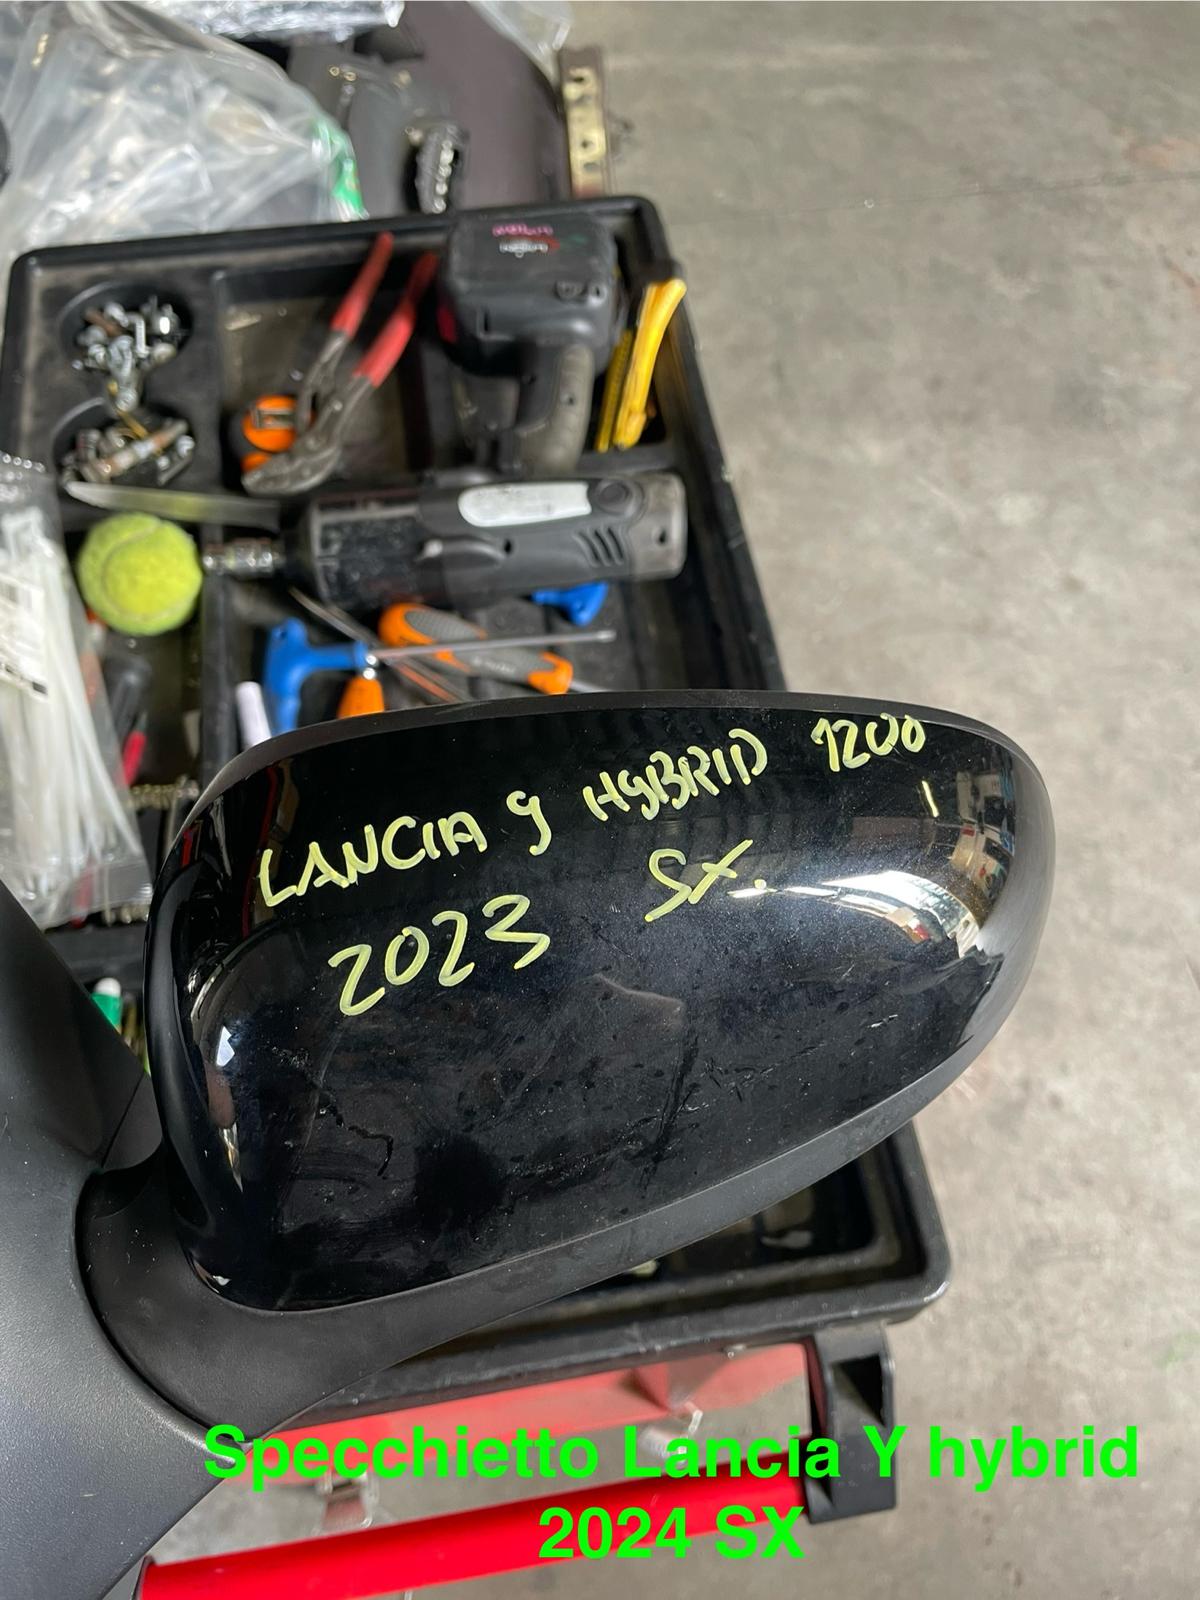 LANCIA Y HYBRID 1200
2023 SX.
Specchietto Lancia Y hybrid
2024 SX